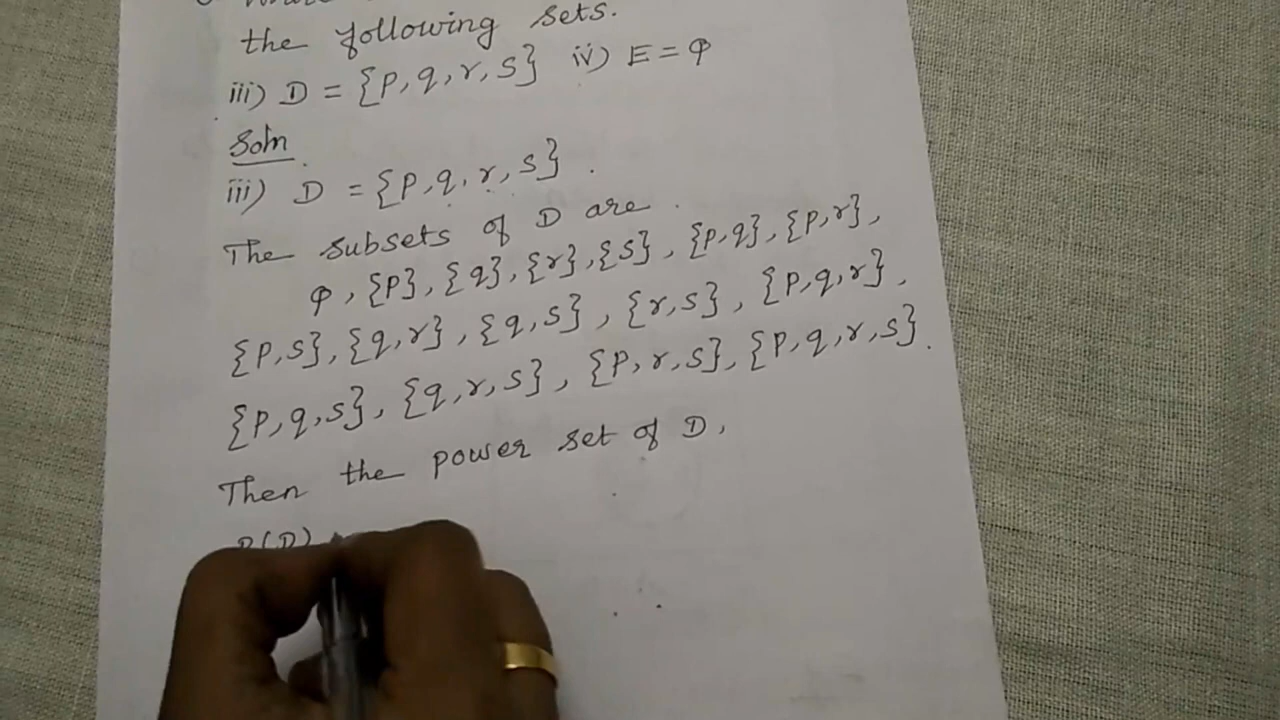 the following sets.
iii) D = {p, q, r, s} iv) E = φ
Soln
iii) D = {p, q, r, s}.
The subsets of D are
φ, {p}, {q}, {r}, {s}, {p,q}, {p,r},
{p,s}, {q,r}, {q,s}, {r,s}, {p,q,r},
{p,q,s}, {q,r,s}, {p,r,s}, {p,q,r,s}.
Then the power set of D,
P(D)